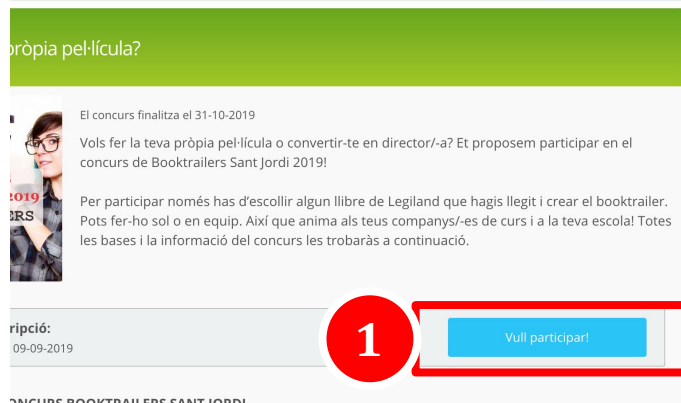 pròpia pel·lícula?
El concurs finalitza el 31-10-2019
Vols fer la teva pròpia pel·lícula o convertir-te en director/-a? Et proposem participar en el
concurs de Booktrailers Sant Jordi 2019!
Per participar només has d'escollir algun llibre de Legiland que hagis llegit i crear el booktrailer.
Pots fer-ho sol o en equip. Així que anima als teus companys/-es de curs i a la teva escola! Totes
les bases i la informació del concurs les trobaràs a continuació.
2019
ERS
ripció:
09-09-2019
1
Vull participar!
ONCURS BOOKTRAILERS SANT JORDI